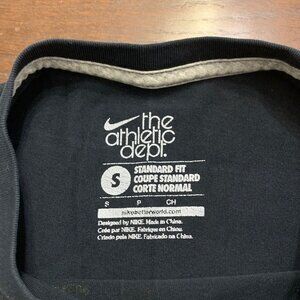 the
athletic
dept.
S
STANDARD FIT
COUPE STANDARD
CORTE NORMAL
S P CH
nikebetterworld.com
Designed by NIKE. Made in China.
Créé par NIKE. Fabriqué en Chine.
Criado pela NIKE. Fabricado na China.